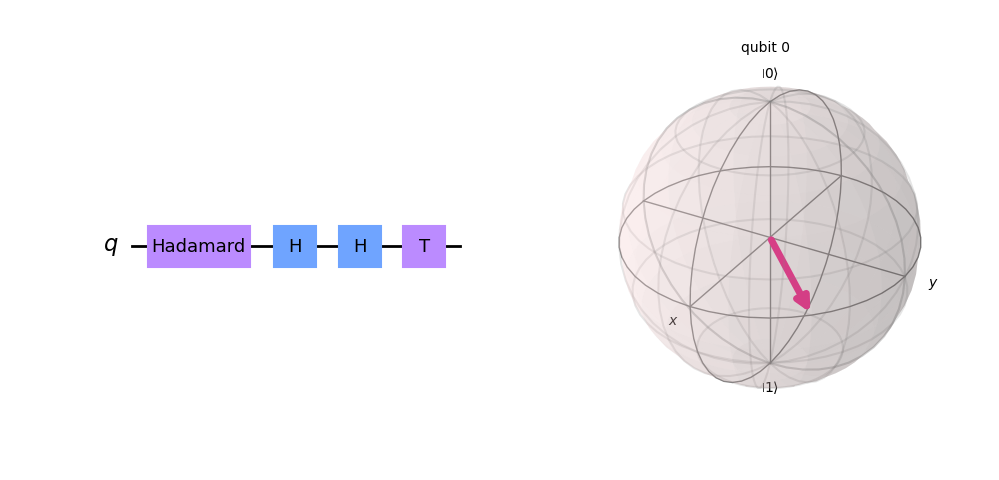 q Hadamard H H T
qubit 0
|0⟩
x
y
|1⟩